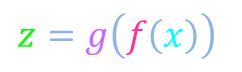 z = g(f(x))